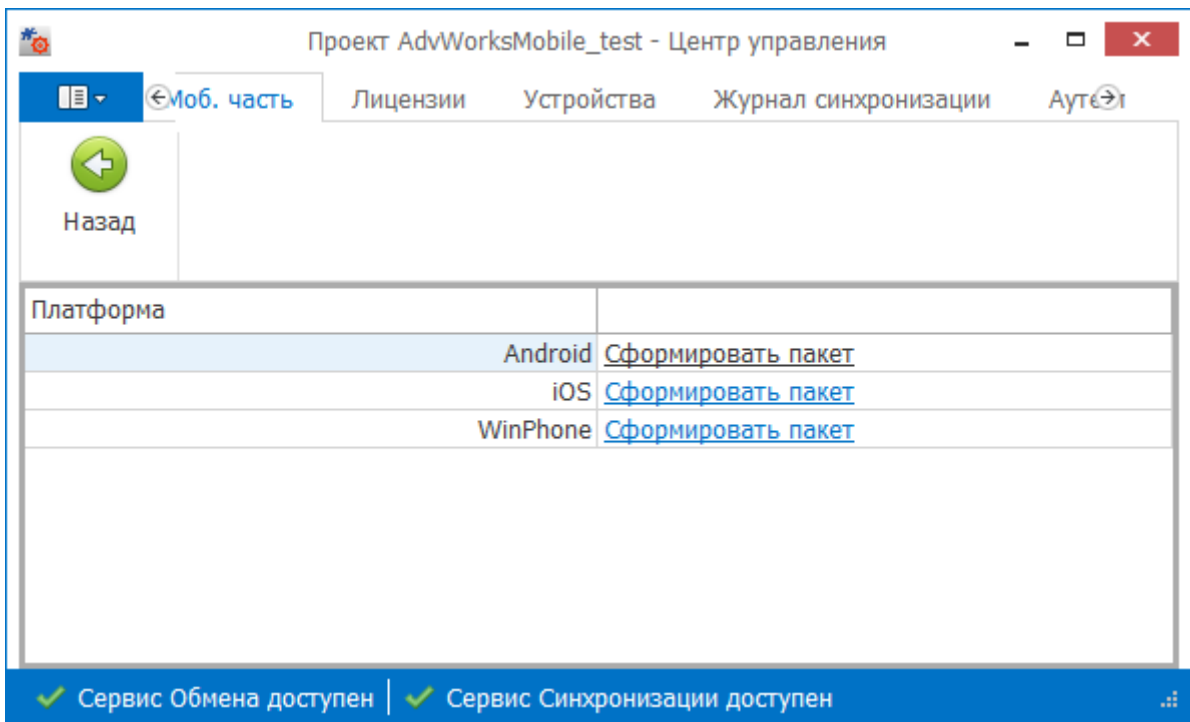 Проект AdvWorksMobile_test - Центр управления
Моб. часть Лицензии Устройства Журнал синхронизации
Назад
Платформа
Android Сформировать пакет
iOS Сформировать пакет
WinPhone Сформировать пакет
Сервис Обмена доступен Сервис Синхронизации доступен